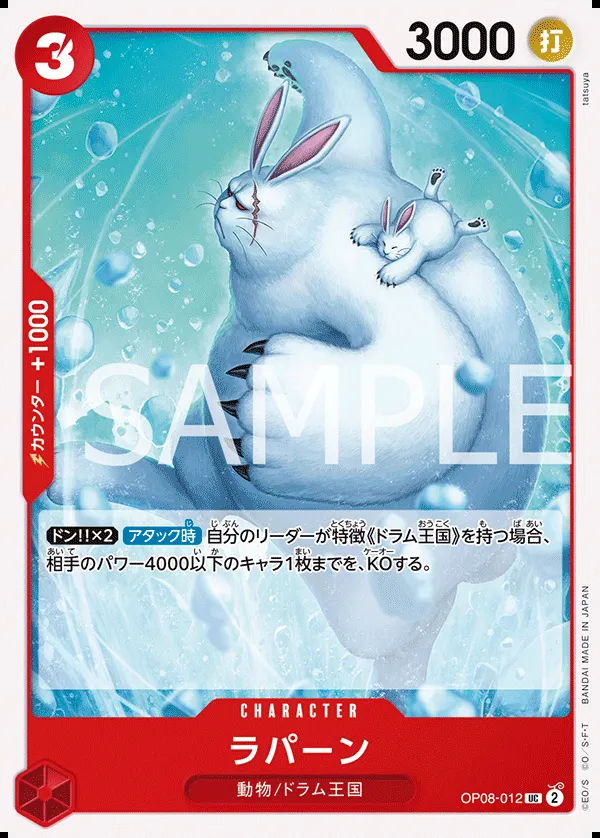 3
3000
打
tatsuya
カウンター +1000
SAMPLE
ドン!!×2 アタック時 自分のリーダーが特徴《ドラム王国》を持つ場合、
相手のパワー4000以下のキャラ1枚までを、KOする。
CHARACTER
ラパーン
動物/ドラム王国
OP08-012 UC 2
©EO/S ©O/S・F・T BANDAI MADE IN JAPAN